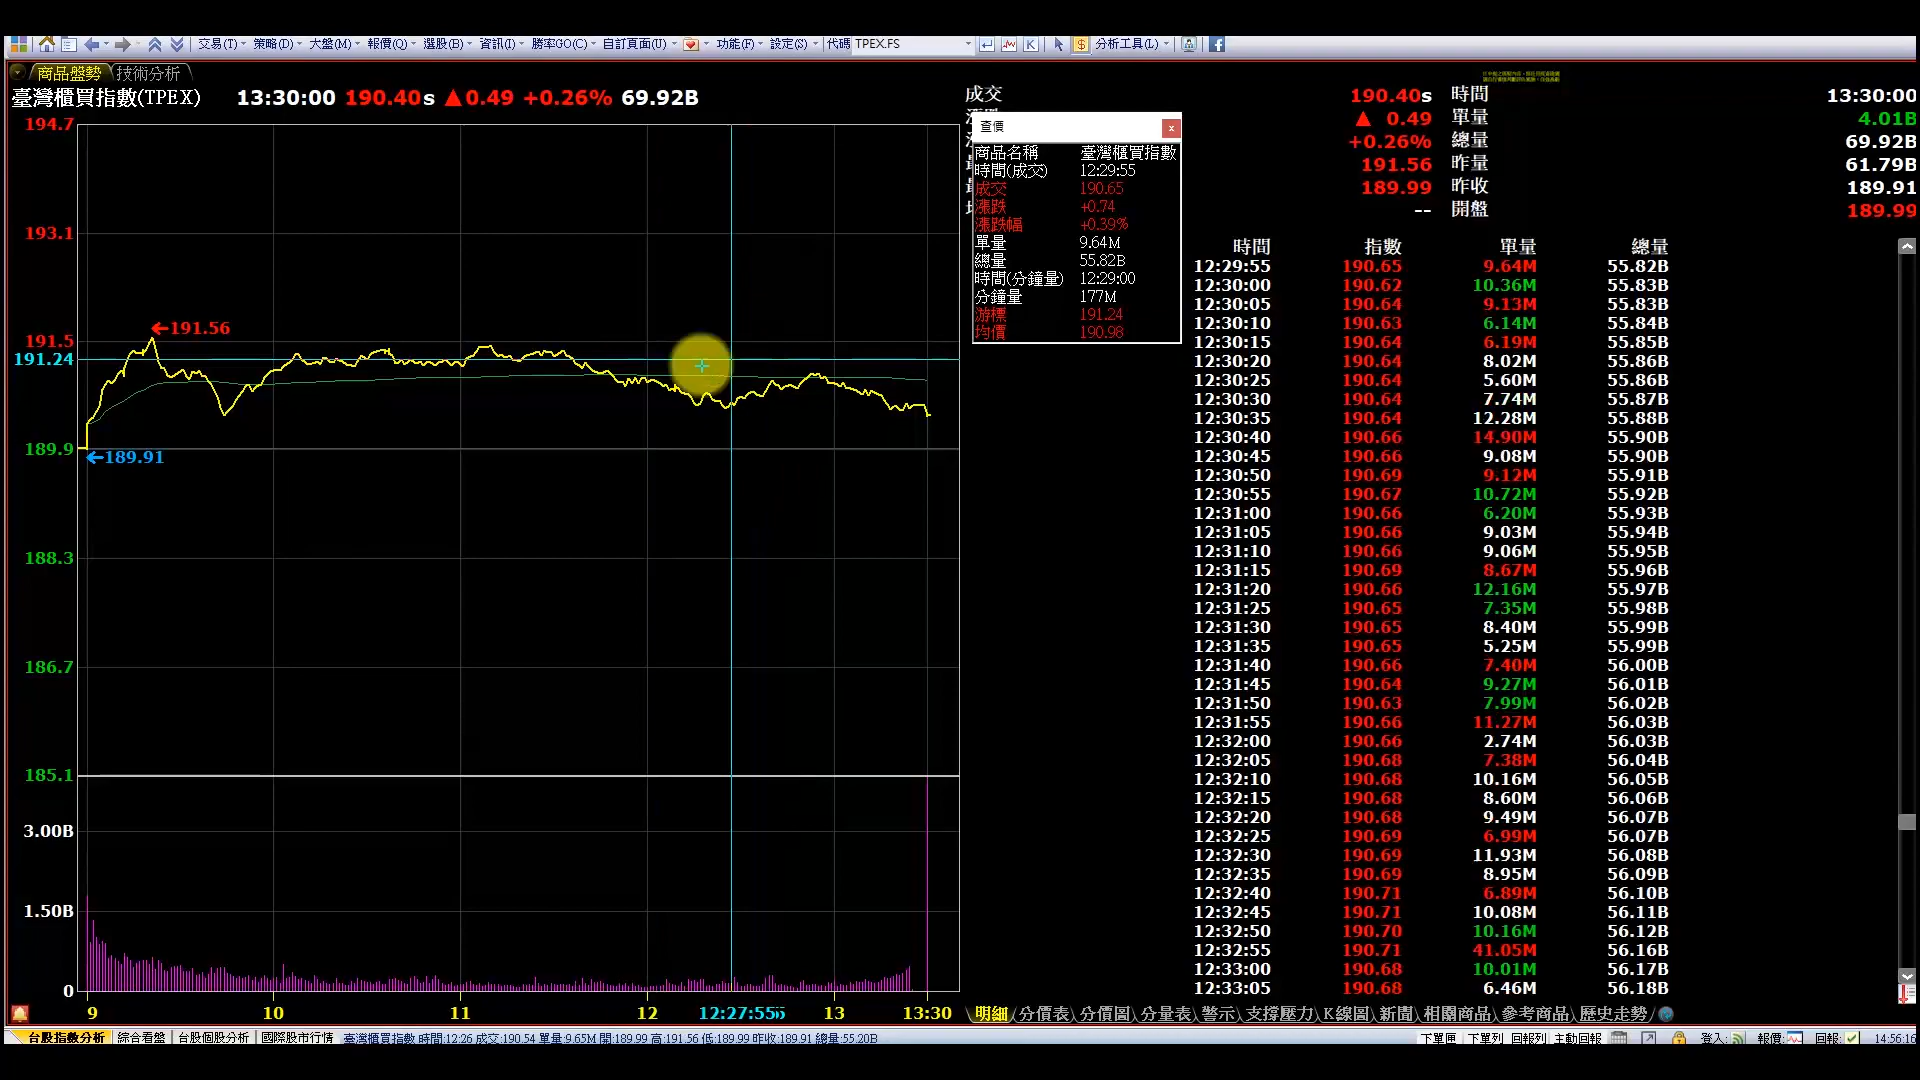 交易(T) 策略(D) 大盤(M) 報價(Q) 選股(B) 資訊(I) 勝率GO(C) 自訂頁面(U) 功能(F) 設定(S) 代碼 TPEX.FS K $ 分析工具(L) f
商品盤勢 技術分析
臺灣櫃買指數(TPEX) 13:30:00 190.40s ▲0.49 +0.26% 69.92B
194.7
193.1
191.5
191.24
189.9
188.3
186.7
185.1
3.00B
1.50B
0
←191.56
←189.91
9 10 11 12 12:27:55 13 13:30
成交 190.40s 時間 13:30:00
▲ 0.49 單量 4.01B
+0.26% 總量 69.92B
191.56 昨量 61.79B
189.99 昨收 189.91
-- 開盤 189.99
查價 x
商品名稱 臺灣櫃買指數
時間(成交) 12:29:55
成交 190.65
漲跌 +0.74
漲跌幅 +0.39%
單量 9.64M
總量 55.82B
時間(分鐘量) 12:29:00
分鐘量 177M
游標 191.24
均價 190.98
時間 指數 單量 總量
12:29:55 190.65 9.64M 55.82B
12:30:00 190.62 10.36M 55.83B
12:30:05 190.64 9.13M 55.83B
12:30:10 190.63 6.14M 55.84B
12:30:15 190.64 6.19M 55.85B
12:30:20 190.64 8.02M 55.86B
12:30:25 190.64 5.60M 55.86B
12:30:30 190.64 7.74M 55.87B
12:30:35 190.64 12.28M 55.88B
12:30:40 190.66 14.90M 55.90B
12:30:45 190.66 9.08M 55.90B
12:30:50 190.69 9.12M 55.91B
12:30:55 190.67 10.72M 55.92B
12:31:00 190.66 6.20M 55.93B
12:31:05 190.66 9.03M 55.94B
12:31:10 190.66 9.06M 55.95B
12:31:15 190.69 8.67M 55.96B
12:31:20 190.66 12.16M 55.97B
12:31:25 190.65 7.35M 55.98B
12:31:30 190.65 8.40M 55.99B
12:31:35 190.65 5.25M 55.99B
12:31:40 190.66 7.40M 56.00B
12:31:45 190.64 9.27M 56.01B
12:31:50 190.63 7.99M 56.02B
12:31:55 190.66 11.27M 56.03B
12:32:00 190.66 2.74M 56.03B
12:32:05 190.68 7.38M 56.04B
12:32:10 190.68 10.16M 56.05B
12:32:15 190.68 8.60M 56.06B
12:32:20 190.68 9.49M 56.07B
12:32:25 190.69 6.99M 56.07B
12:32:30 190.69 11.93M 56.08B
12:32:35 190.69 8.95M 56.09B
12:32:40 190.71 6.89M 56.10B
12:32:45 190.71 10.08M 56.11B
12:32:50 190.70 10.16M 56.12B
12:32:55 190.71 41.05M 56.16B
12:33:00 190.68 10.01M 56.17B
12:33:05 190.68 6.46M 56.18B
明細 分價表 分價圖 分量表 警示 支撐壓力 K線圖 新聞 相關商品 參考商品 歷史走勢
台股指數分析 綜合看盤 台股個股分析 國際股市行情 臺灣櫃買指數 時間:12:26 成交:190.54 單量:9.65M 開:189.99 高:191.56 低:189.99 昨收:189.91 總量:55.20B 下單匣 下單列 回報列 主動回報 登入: 報價: 回報: 14:56:16